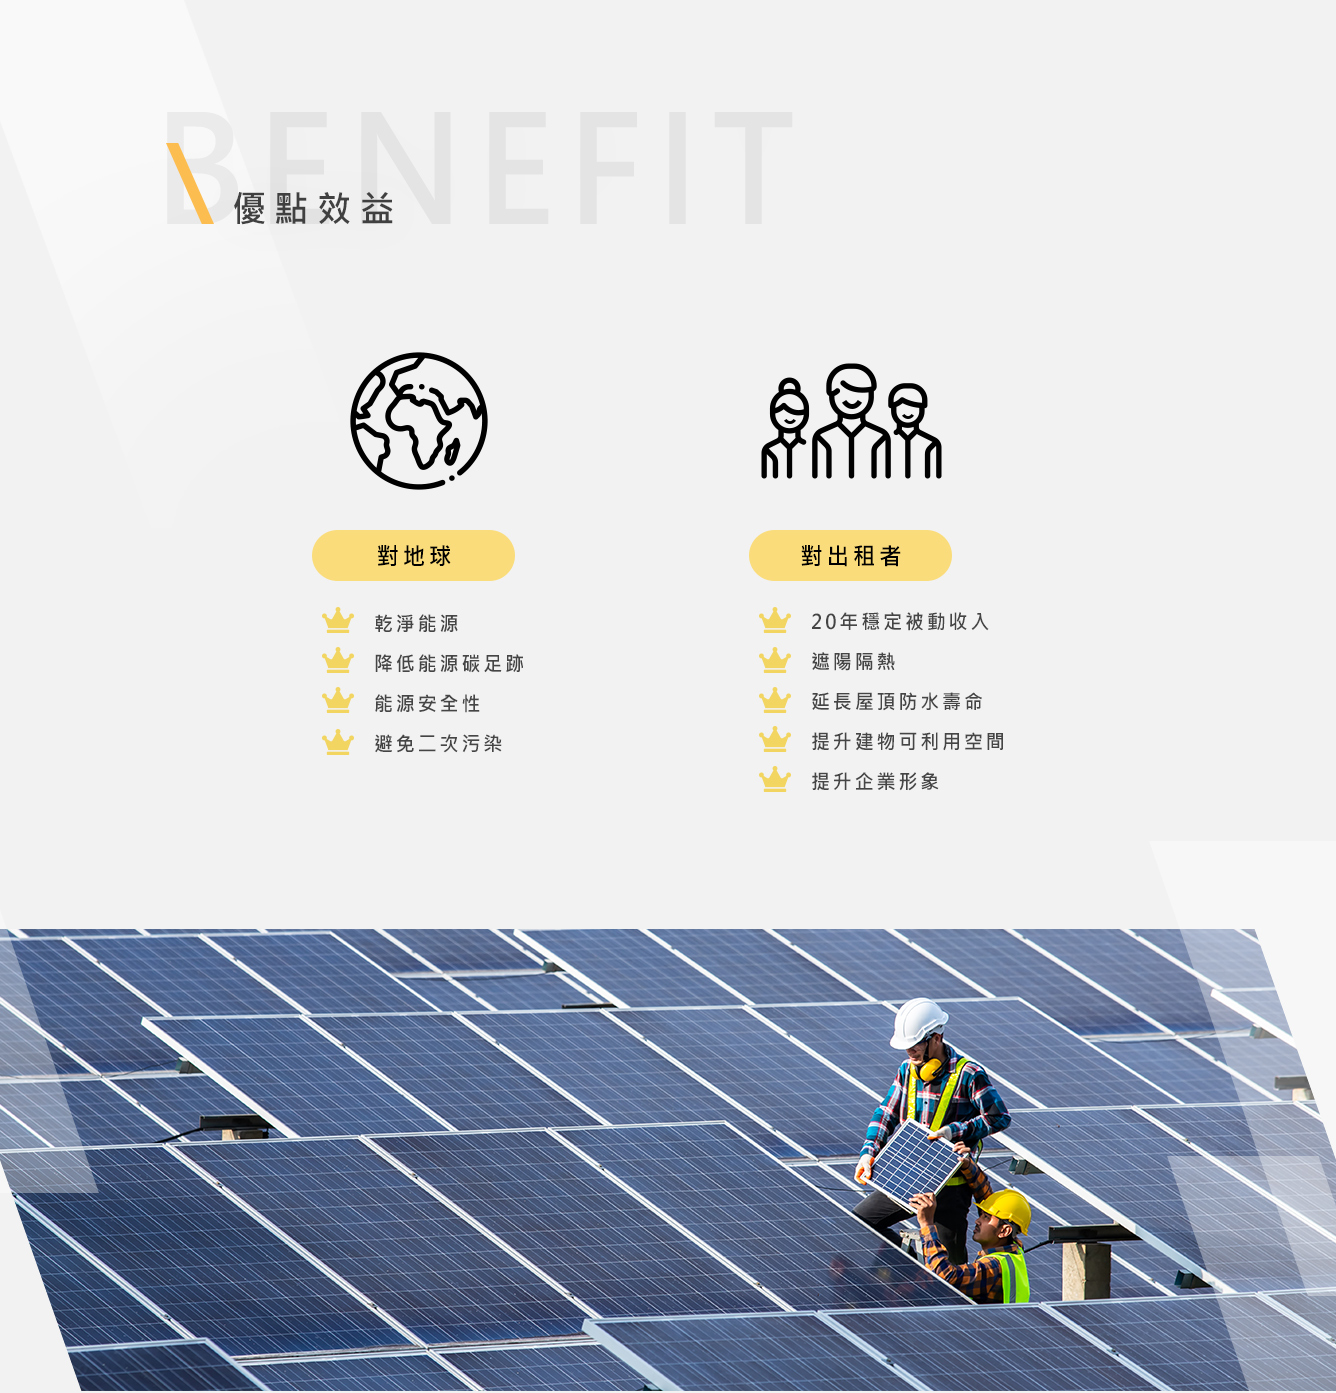 BENEFIT
優點效益
對地球
乾淨能源
降低能源碳足跡
能源安全性
避免二次污染
對出租者
20年穩定被動收入
遮陽隔熱
延長屋頂防水壽命
提升建物可利用空間
提升企業形象